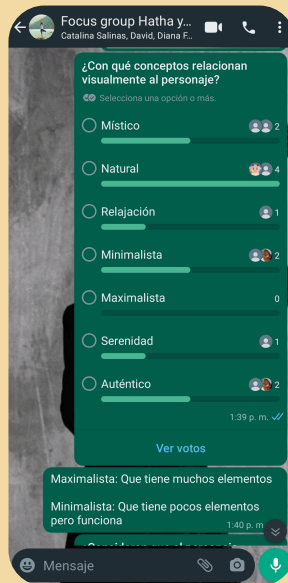 Focus group Hatha y...
Catalina Salinas, David, Diana F...
¿Con qué conceptos relacionan
visualmente al personaje?
Selecciona una opción o más.
Místico 2
Natural 4
Relajación 1
Minimalista 2
Maximalista 0
Serenidad 1
Auténtico 2
1:39 p. m.
Ver votos
Maximalista: Que tiene muchos elementos
Minimalista: Que tiene pocos elementos
pero funciona
1:40 p. m
Mensaje